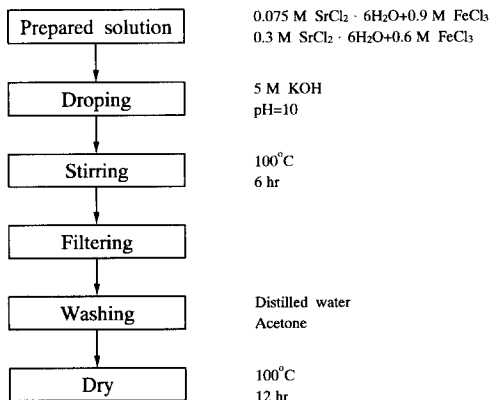 Prepared solution
0.075 M SrCl₂ · 6H₂O+0.9 M FeCl₃
0.3 M SrCl₂ · 6H₂O+0.6 M FeCl₃
Droping
5 M KOH
pH=10
Stirring
100°C
6 hr
Filtering
Washing
Distilled water
Acetone
Dry
100°C
12 hr